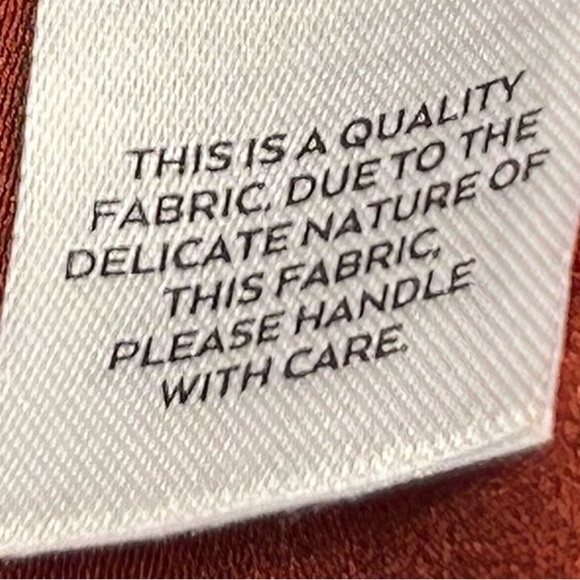 THIS IS A QUALITY
FABRIC. DUE TO THE
DELICATE NATURE OF
THIS FABRIC,
PLEASE HANDLE
WITH CARE.